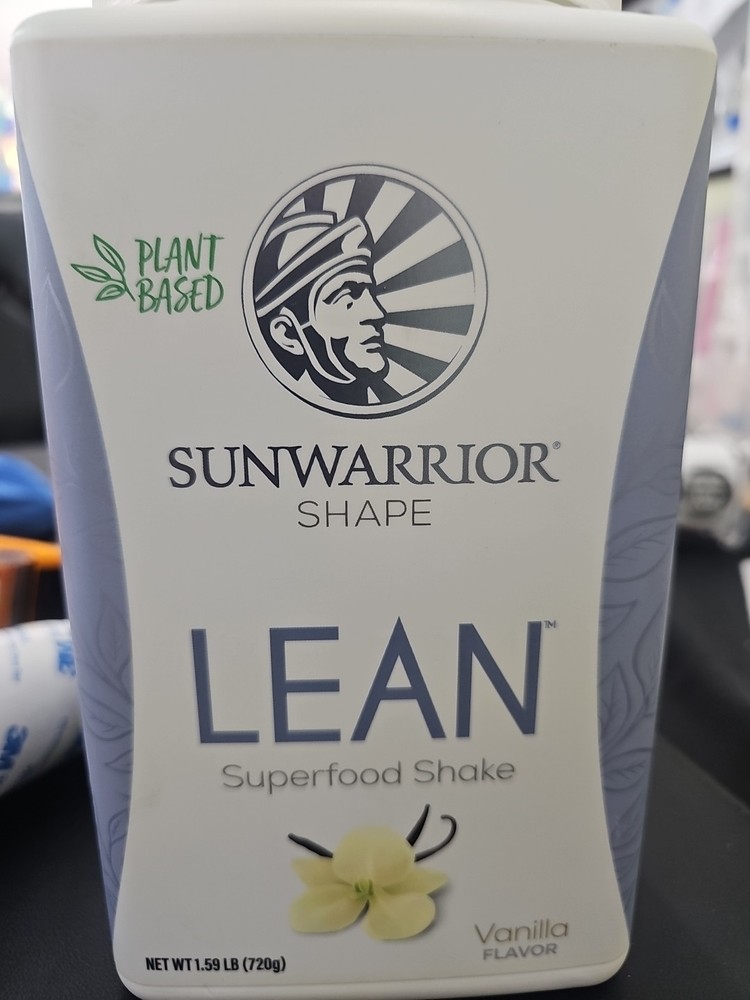 PLANT
BASED
SUNWARRIOR®
SHAPE
LEAN™
Superfood Shake
Vanilla
FLAVOR
NET WT 1.59 LB (720g)